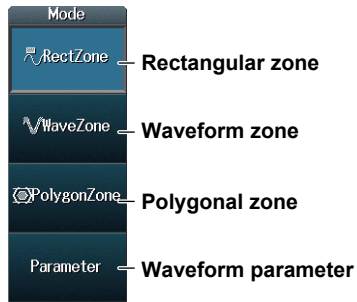 Mode
RectZone
Rectangular zone
WaveZone
Waveform zone
PolygonZone
Polygonal zone
Parameter
Waveform parameter